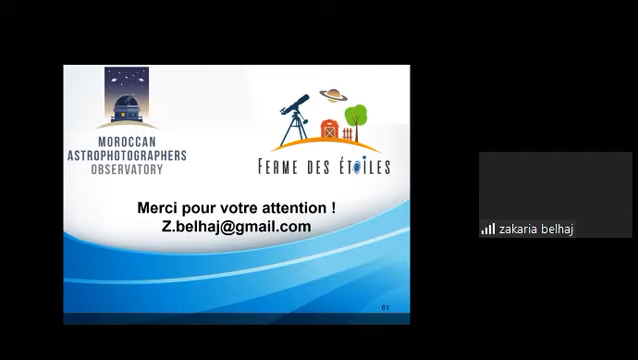 MOROCCAN
ASTROPHOTOGRAPHERS
OBSERVATORY
FERME DES ÉTOILES
Merci pour votre attention !
Z.belhaj@gmail.com
61
zakaria belhaj